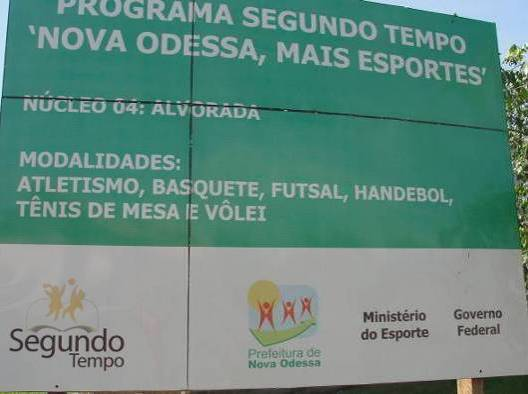 PROGRAMA SEGUNDO TEMPO
'NOVA ODESSA, MAIS ESPORTES'
NÚCLEO 04: ALVORADA
MODALIDADES:
ATLETISMO, BASQUETE, FUTSAL, HANDEBOL,
TÊNIS DE MESA E VÔLEI
Segundo
Tempo
Prefeitura de
Nova Odessa
Ministério
do Esporte
Governo
Federal